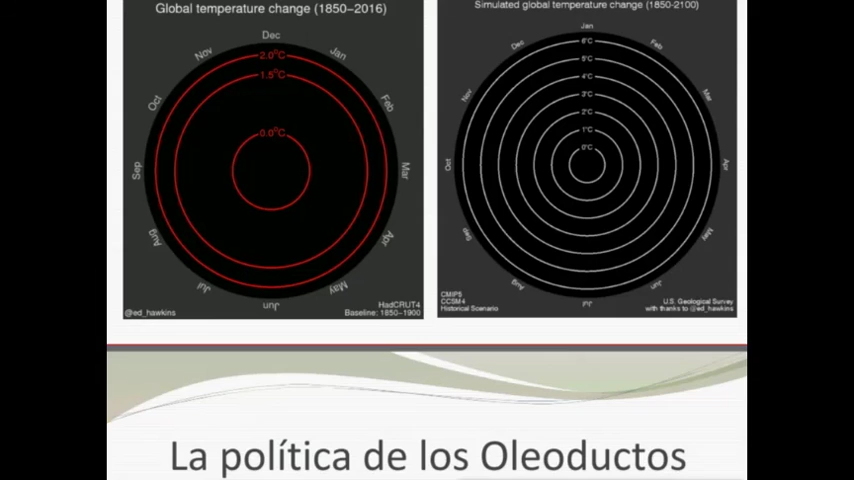 Global temperature change (1850–2016)
Dec
Jan
Feb
Mar
Apr
May
Jun
Jul
Aug
Sep
Oct
Nov
2.0°C
1.5°C
0.0°C
@ed_hawkins
HadCRUT4
Baseline: 1850–1900
Simulated global temperature change (1850-2100)
Jan
Feb
Mar
Apr
May
Jun
Jul
Aug
Sep
Oct
Nov
Dec
6°C
5°C
4°C
3°C
2°C
1°C
0°C
CMIP5
CCSM4
Historical Scenario
U.S. Geological Survey
with thanks to @ed_hawkins
La política de los Oleoductos